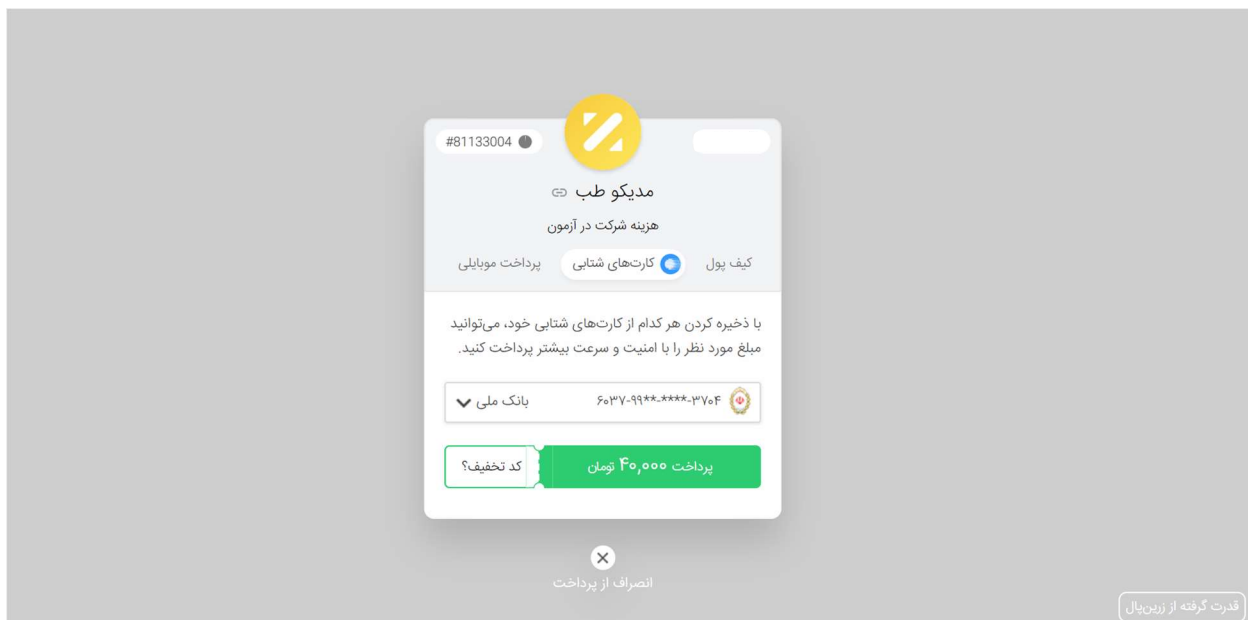 #81133004
مدیکو طب
هزینه شرکت در آزمون
کیف پول کارت‌های شتابی پرداخت موبایلی
با ذخیره کردن هر کدام از کارت‌های شتابی خود، می‌توانید
مبلغ مورد نظر را با امنیت و سرعت بیشتر پرداخت کنید.
۶۰۳۷-۹۹**-****-۳۷۰۴ بانک ملی
پرداخت ۴۰,۰۰۰ تومان کد تخفیف؟
انصراف از پرداخت
قدرت گرفته از زرین‌پال